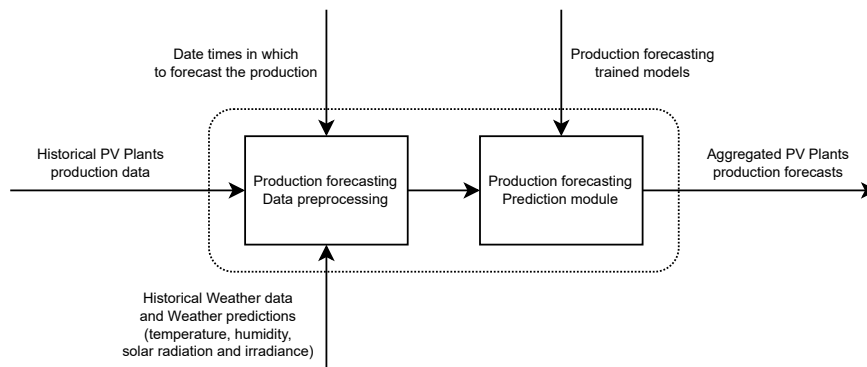 Date times in which
to forecast the production
Production forecasting
trained models
Historical PV Plants
production data
Production forecasting
Data preprocessing
Production forecasting
Prediction module
Aggregated PV Plants
production forecasts
Historical Weather data
and Weather predictions
(temperature, humidity,
solar radiation and irradiance)